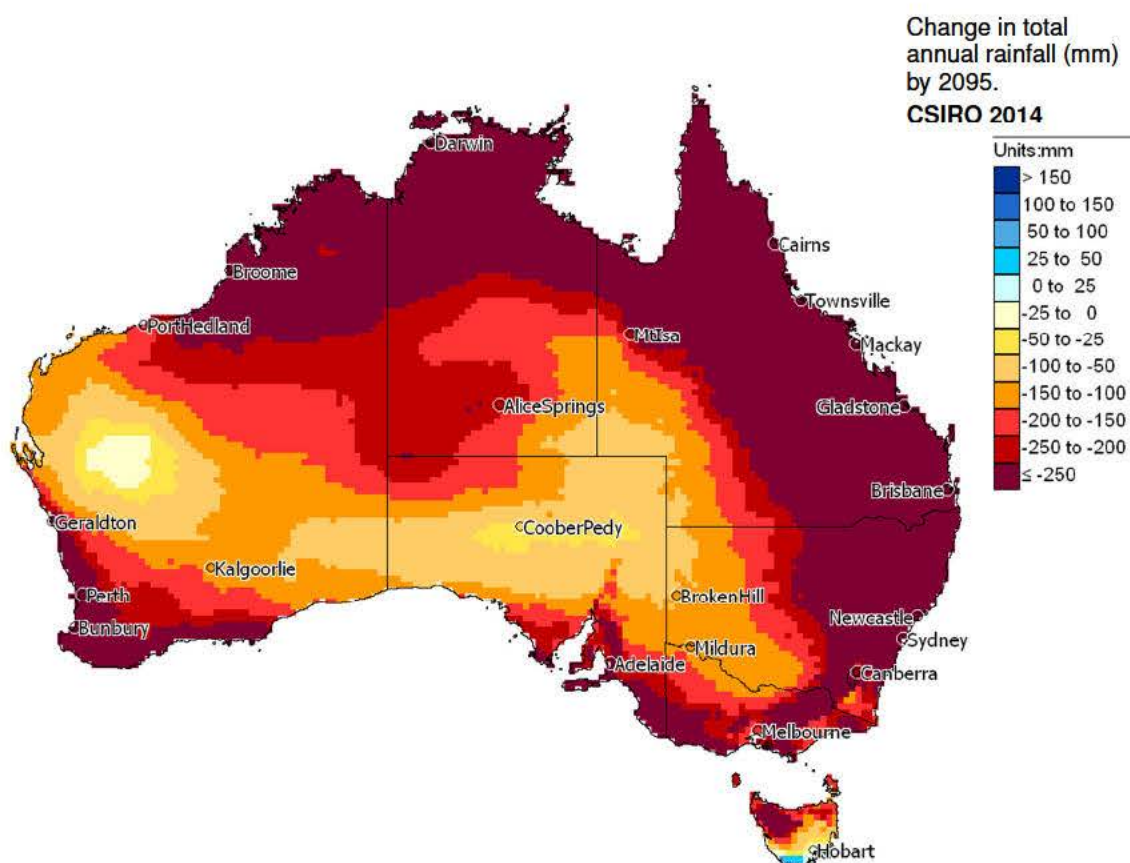 Change in total
annual rainfall (mm)
by 2095.
CSIRO 2014
Units:mm
> 150
100 to 150
50 to 100
25 to 50
0 to 25
-25 to 0
-50 to -25
-100 to -50
-150 to -100
-200 to -150
-250 to -200
≤ -250
Darwin
Cairns
Broome
Townsville
PortHedland
MtIsa
Mackay
AliceSprings
Gladstone
Brisbane
Geraldton
CooberPedy
Kalgoorlie
Perth
BrokenHill
Newcastle
Bunbury
Sydney
Mildura
Adelaide
Canberra
Melbourne
Hobart